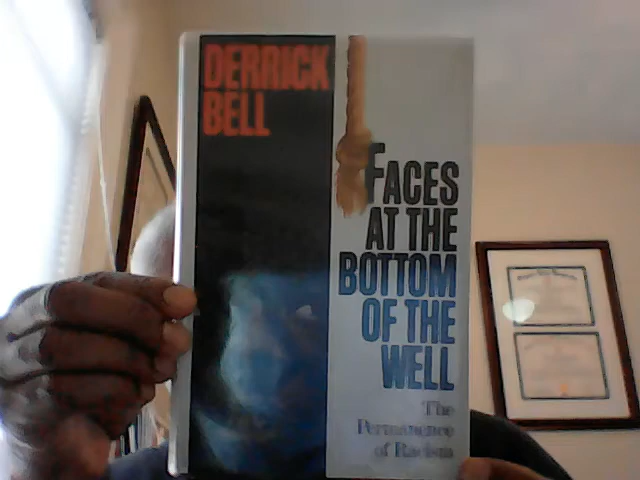 DERRICK
BELL
FACES
AT THE
BOTTOM
OF THE
WELL
The
Permanence
of Racism